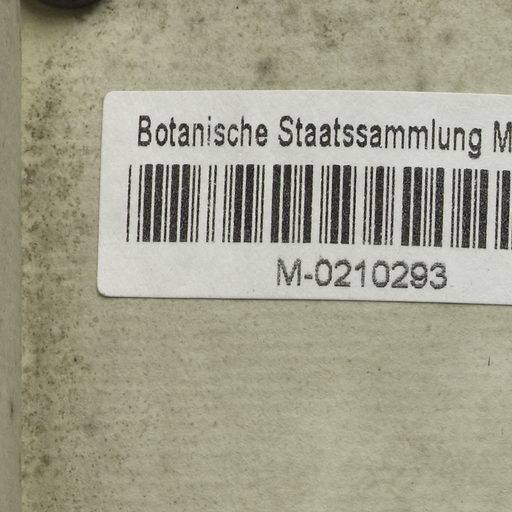 Botanische Staatssammlung M
M-0210293